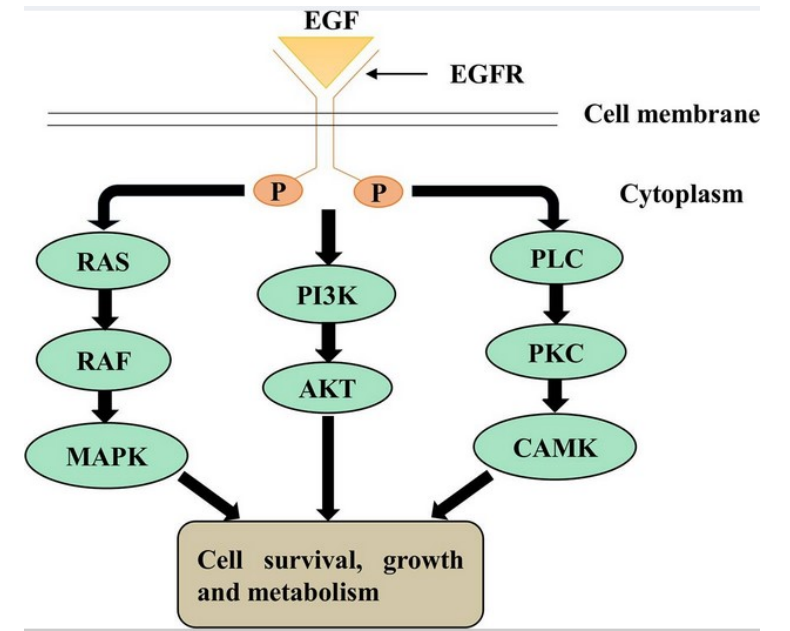 EGF
EGFR
Cell membrane
P
P
Cytoplasm
RAS
PI3K
PLC
RAF
AKT
PKC
MAPK
CAMK
Cell survival, growth
and metabolism